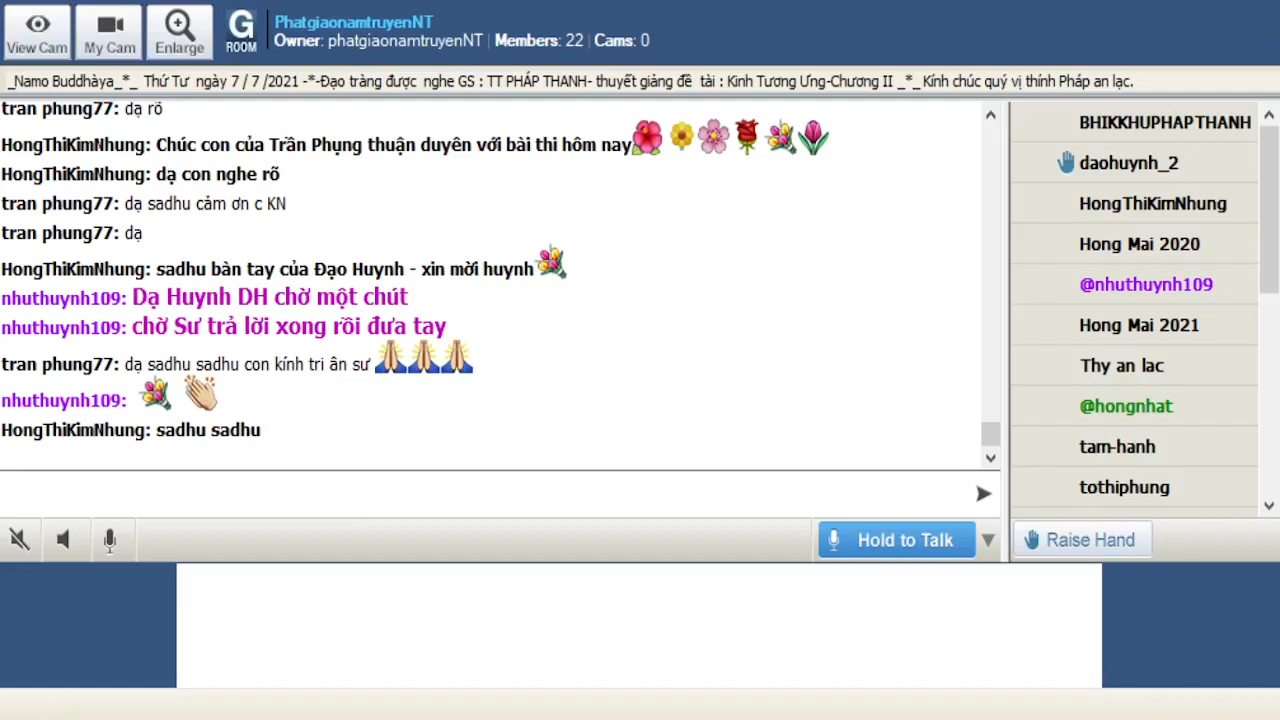 View Cam
My Cam
Enlarge
G
ROOM
PhatgiaonamtruyenNT
Owner: phatgiaonamtruyenNT | Members: 22 | Cams: 0
_Namo Buddhàya_*_ Thứ Tư ngày 7 / 7 /2021 -*-Đạo tràng được nghe GS : TT PHÁP THANH- thuyết giảng đề tài : Kinh Tương Ưng-Chương II _*_ Kính chúc quý vị thính Pháp an lạc.
tran phung77: dạ rõ
HongThiKimNhung: Chúc con của Trần Phụng thuận duyên với bài thi hôm nay
HongThiKimNhung: dạ con nghe rõ
tran phung77: dạ sadhu cảm ơn c KN
tran phung77: dạ
HongThiKimNhung: sadhu bàn tay của Đạo Huynh - xin mời huynh
nhuthuynh109: Dạ Huynh DH chờ một chút
nhuthuynh109: chờ Sư trả lời xong rồi đưa tay
tran phung77: dạ sadhu sadhu con kính tri ân sư
nhuthuynh109:
HongThiKimNhung: sadhu sadhu
BHIKKHUPHAPTHANH
daohuynh_2
HongThiKimNhung
Hong Mai 2020
@nhuthuynh109
Hong Mai 2021
Thy an lac
@hongnhat
tam-hanh
tothiphung
Hold to Talk
Raise Hand